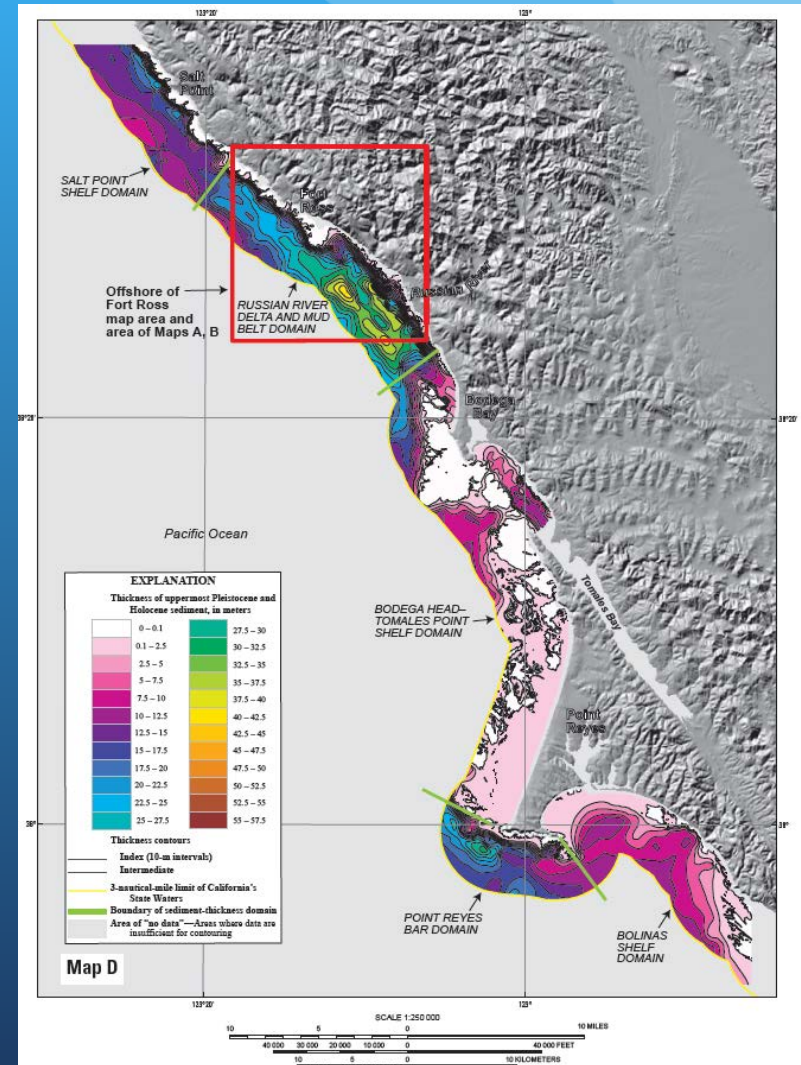 123°20'
123°
Salt
Point
SALT POINT
SHELF DOMAIN
Fort
Ross
Offshore of
Fort Ross
map area and
area of Maps A, B
RUSSIAN RIVER
DELTA AND MUD
BELT DOMAIN
Russian River
38°20'
38°20'
Bodega
Bay
Pacific Ocean
Tomales Bay
BODEGA HEAD–
TOMALES POINT
SHELF DOMAIN
Point
Reyes
EXPLANATION
Thickness of uppermost Pleistocene and
Holocene sediment, in meters
0 – 0.1
0.1 – 2.5
2.5 – 5
5 – 7.5
7.5 – 10
10 – 12.5
12.5 – 15
15 – 17.5
17.5 – 20
20 – 22.5
22.5 – 25
25 – 27.5
27.5 – 30
30 – 32.5
32.5 – 35
35 – 37.5
37.5 – 40
40 – 42.5
42.5 – 45
45 – 47.5
47.5 – 50
50 – 52.5
52.5 – 55
55 – 57.5
Thickness contours
Index (10-m intervals)
Intermediate
3-nautical-mile limit of California's
State Waters
Boundary of sediment-thickness domain
Area of "no data"—Areas where data are
insufficient for contouring
Map D
38°
38°
POINT REYES
BAR DOMAIN
BOLINAS
SHELF
DOMAIN
123°20'
123°
SCALE 1:250 000
10 5 0 10 MILES
40 000 30 000 20 000 10 000 0 40 000 FEET
10 5 0 10 KILOMETERS